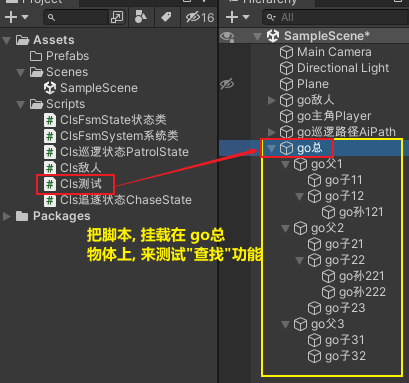 Project
Hierarchy
+
16
+
All
Assets
Prefabs
Scenes
SampleScene
Scripts
ClsFsmState状态类
ClsFsmSystem系统类
Cls巡逻状态PatrolState
Cls敌人
Cls测试
Cls追逐状态ChaseState
Packages
SampleScene*
Main Camera
Directional Light
Plane
go敌人
go主角Player
go巡逻路径AiPath
go总
go父1
go子11
go子12
go孙121
go父2
go子21
go子22
go孙221
go孙222
go子23
go父3
go子31
go子32
把脚本, 挂载在 go总
物体上, 来测试"查找"功能